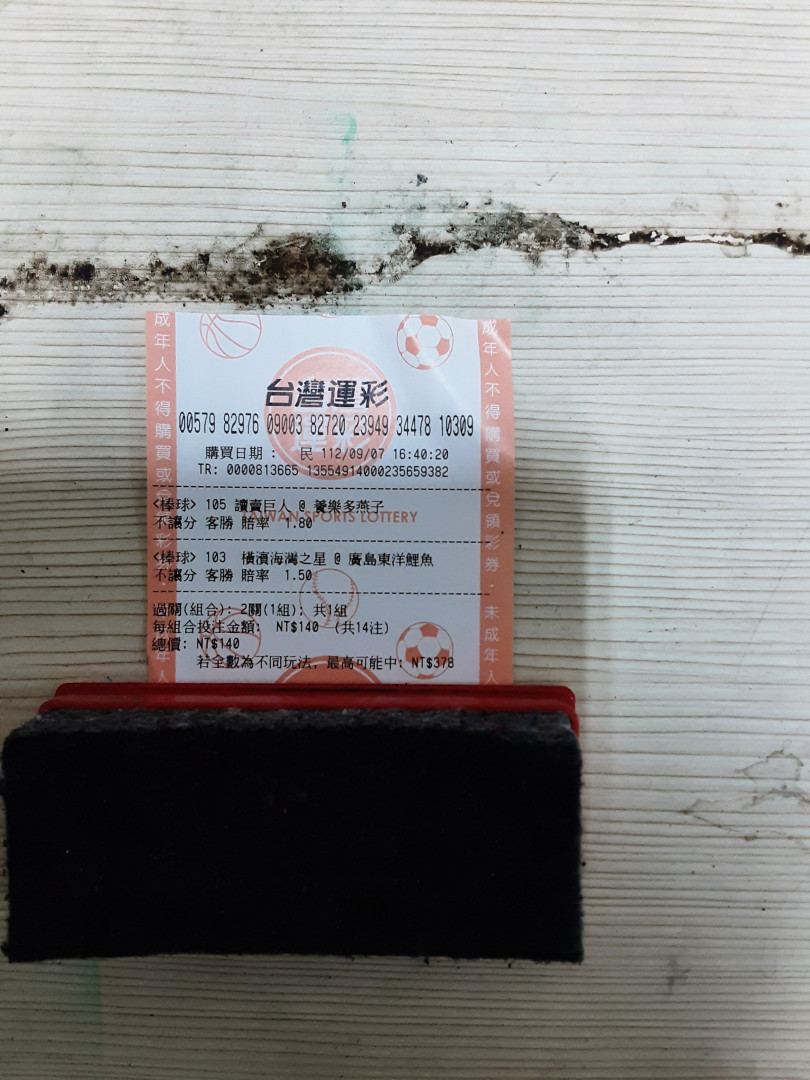 台灣運彩
00579 82976 09003 82720 23949 34478 10309
購買日期: 民 112/09/07 16:40:20
TR: 0000813665 13554914000235659382
<棒球> 105 讀賣巨人 @ 養樂多燕子
TAIWAN SPORTS LOTTERY
不讓分 客勝 賠率 1.80
<棒球> 103 橫濱海灣之星 @ 廣島東洋鯉魚
不讓分 客勝 賠率 1.50
過關(組合): 2關(1組); 共1組
每組合投注金額: NT$140 (共14注)
總價: NT$140
若全數為不同玩法, 最高可能中: NT$378
成年人不得購買或兌
彩券．
年人
成年人不得購買或兌領彩券．未成年人